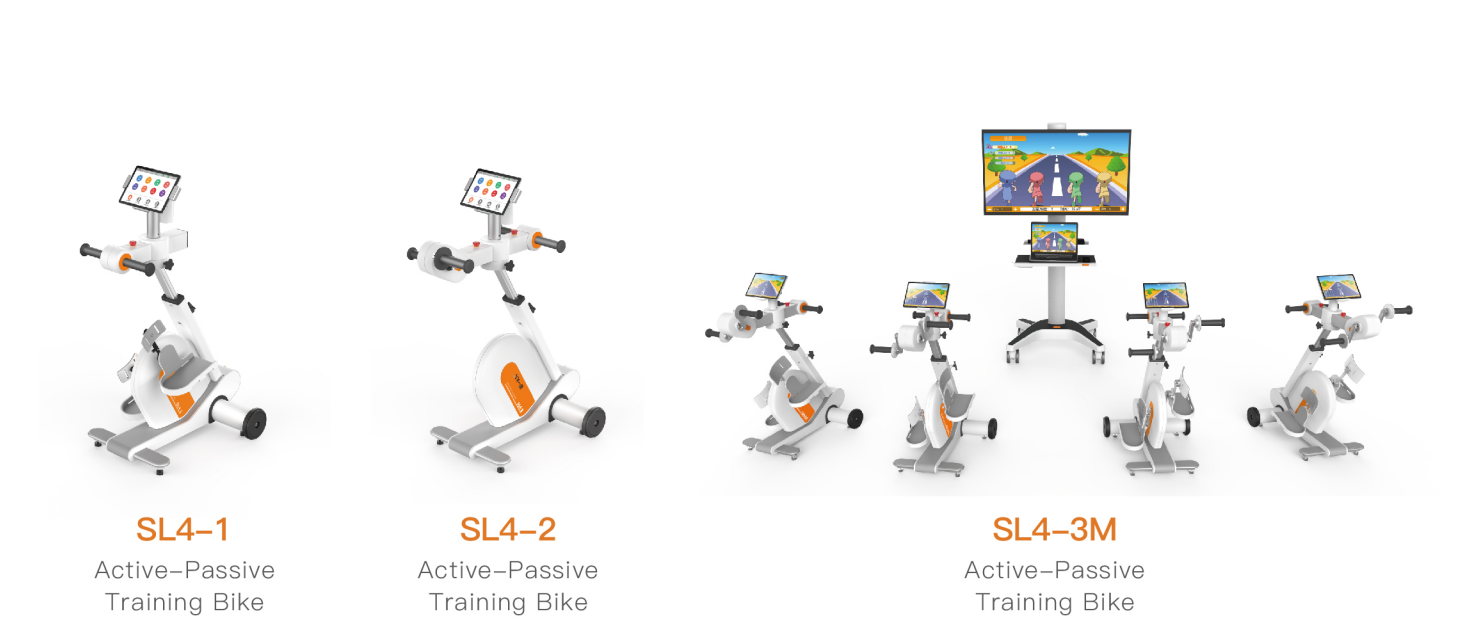 SL4–1
Active–Passive
Training Bike
SL4–2
Active–Passive
Training Bike
SL4–3M
Active–Passive
Training Bike